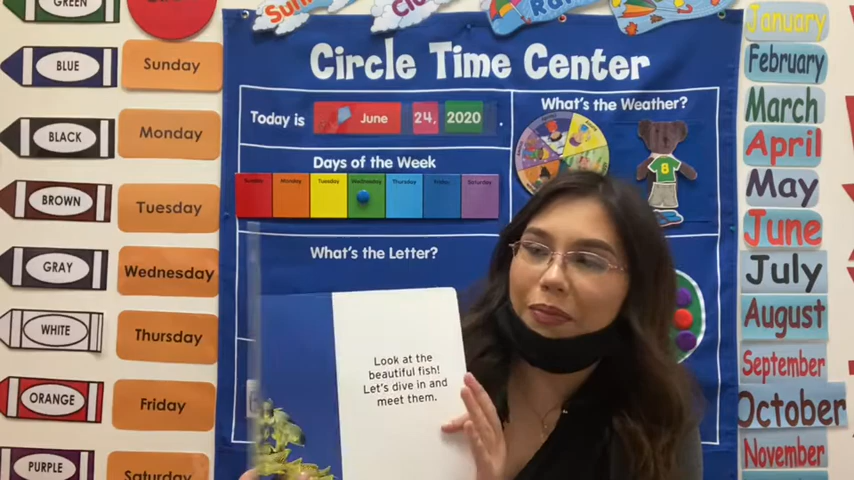 GREEN
BLUE
BLACK
BROWN
GRAY
WHITE
ORANGE
PURPLE
Sunday
Monday
Tuesday
Wednesday
Thursday
Friday
Saturday
Circle Time Center
Today is June 24, 2020.
What's the Weather?
B
Days of the Week
Sunday Monday Tuesday Wednesday Thursday Friday Saturday
What's the Letter?
Look at the
beautiful fish!
Let's dive in and
meet them.
January
February
March
April
May
June
July
August
September
October
November